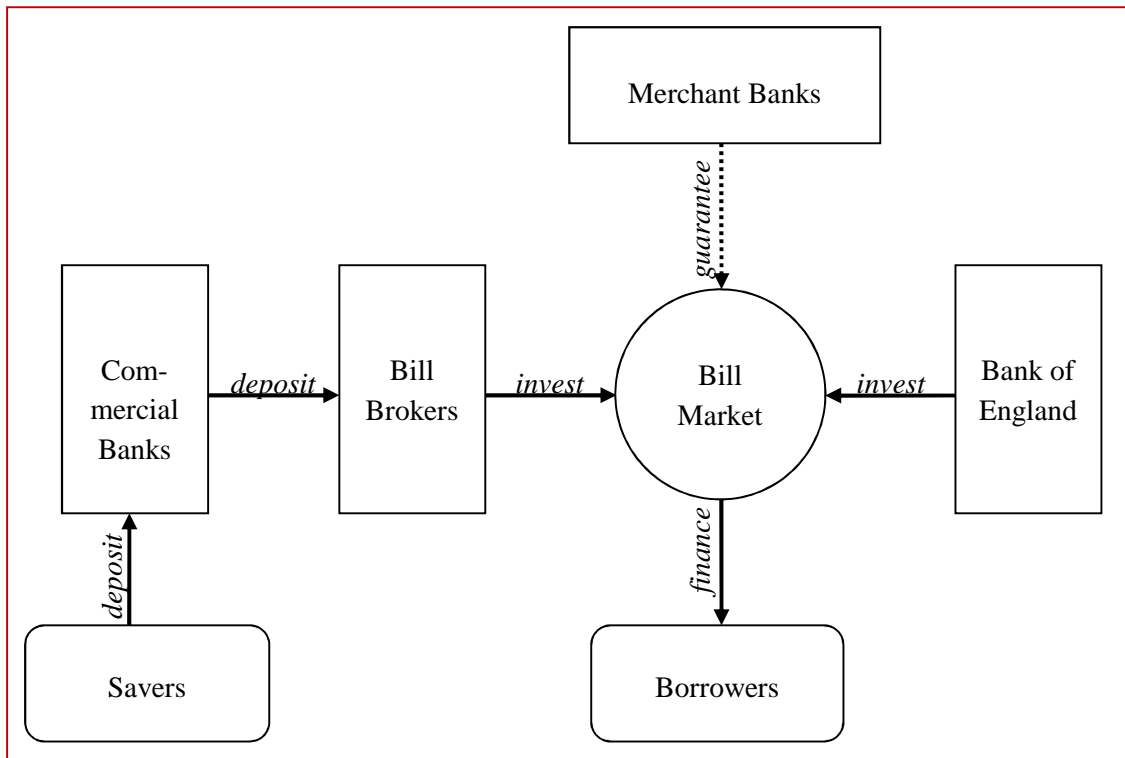 Merchant Banks
guarantee
Com-
mercial
Banks
deposit
Bill
Brokers
invest
Bill
Market
invest
Bank of
England
deposit
finance
Savers
Borrowers